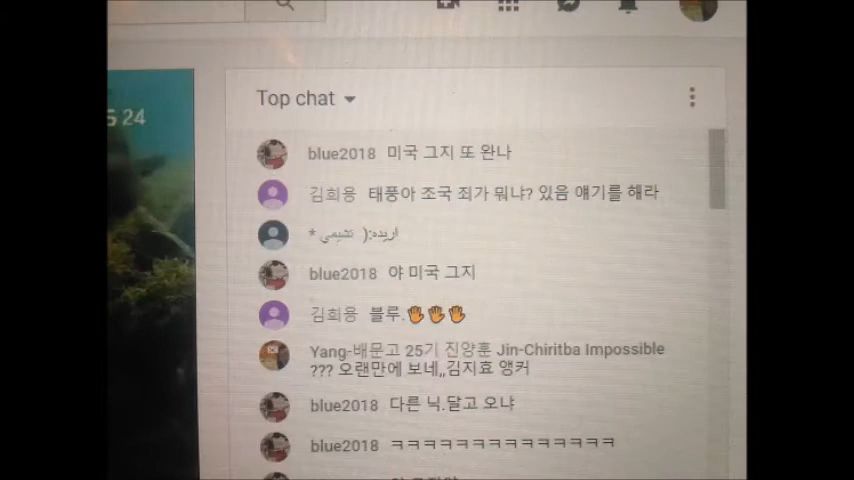 24
Top chat
blue2018 미국 그지 또 완냐
김희용 태풍아 조국 죄가 뭐냐? 있음 얘기를 해라
blue2018 야 미국 그지
김희용 블루.🖐🖐🖐
Yang-배문고 25기 진양훈 Jin-Chiritba Impossible
??? 오랜만에 보네,,김지효 앵커
blue2018 다른 닉.달고 오냐
blue2018 ㅋㅋㅋㅋㅋㅋㅋㅋㅋㅋㅋㅋㅋㅋ